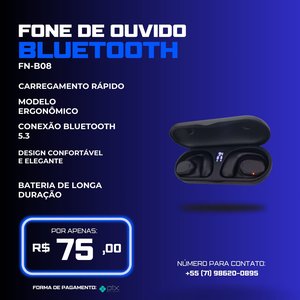 FONE DE OUVIDO
BLUETOOTH
FN-B08
CARREGAMENTO RÁPIDO
MODELO
ERGONÔMICO
CONEXÃO BLUETOOTH
5.3
DESIGN CONFORTÁVEL
E ELEGANTE
BATERIA DE LONGA
DURAÇÃO
POR APENAS:
R$ 75 ,00
NÚMERO PARA CONTATO:
+55 (71) 98620-0895
FORMA DE PAGAMENTO: pix